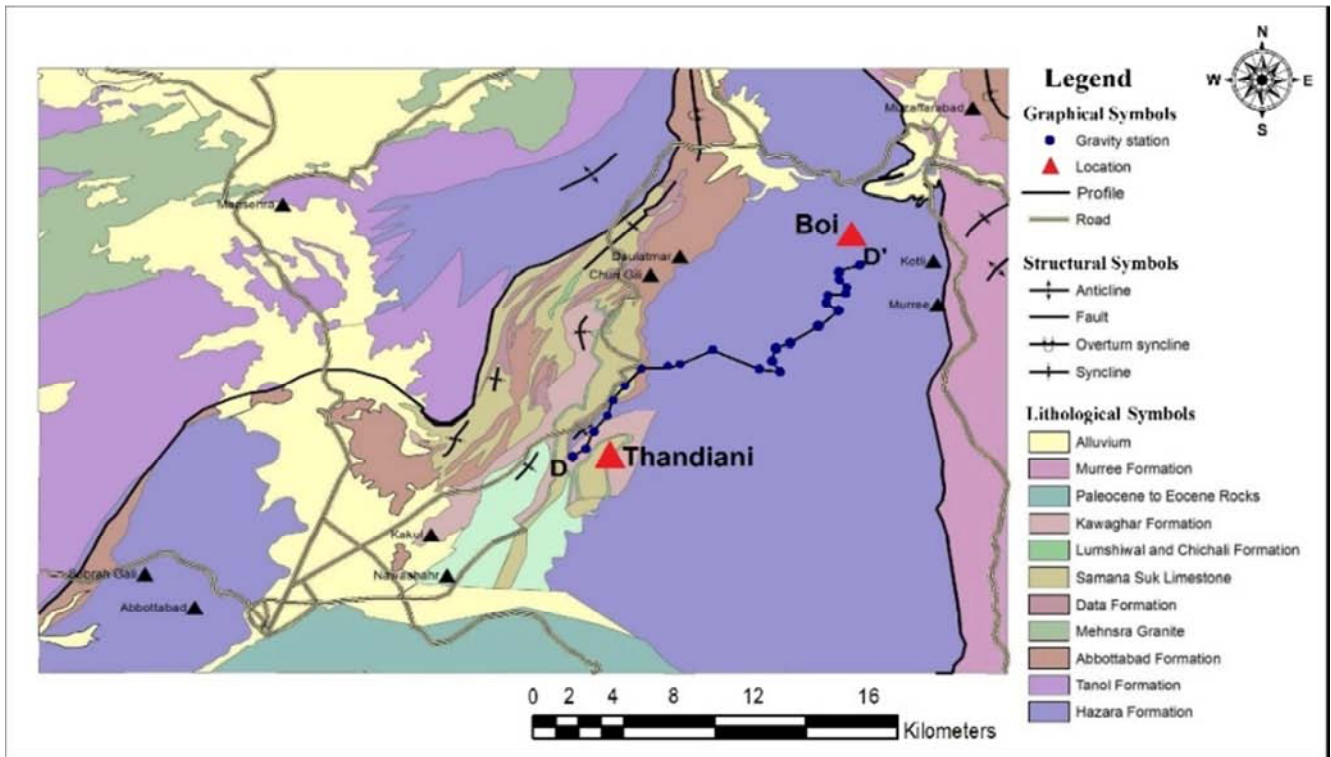 N
W E
S
Legend
Graphical Symbols
Gravity station
Location
Profile
Road
Structural Symbols
Anticline
Fault
Overturn syncline
Syncline
Lithological Symbols
Alluvium
Murree Formation
Paleocene to Eocene Rocks
Kawaghar Formation
Lumshiwal and Chichali Formation
Samana Suk Limestone
Data Formation
Mehnsra Granite
Abbottabad Formation
Tanol Formation
Hazara Formation
Muzaffarabad
Mansehra
Boi
D'
Daulatmar
Kotli
Churi Gili
Murree
D
Thandiani
Kakul
Nawashahr
Abbottabad
0 2 4 8 12 16
Kilometers